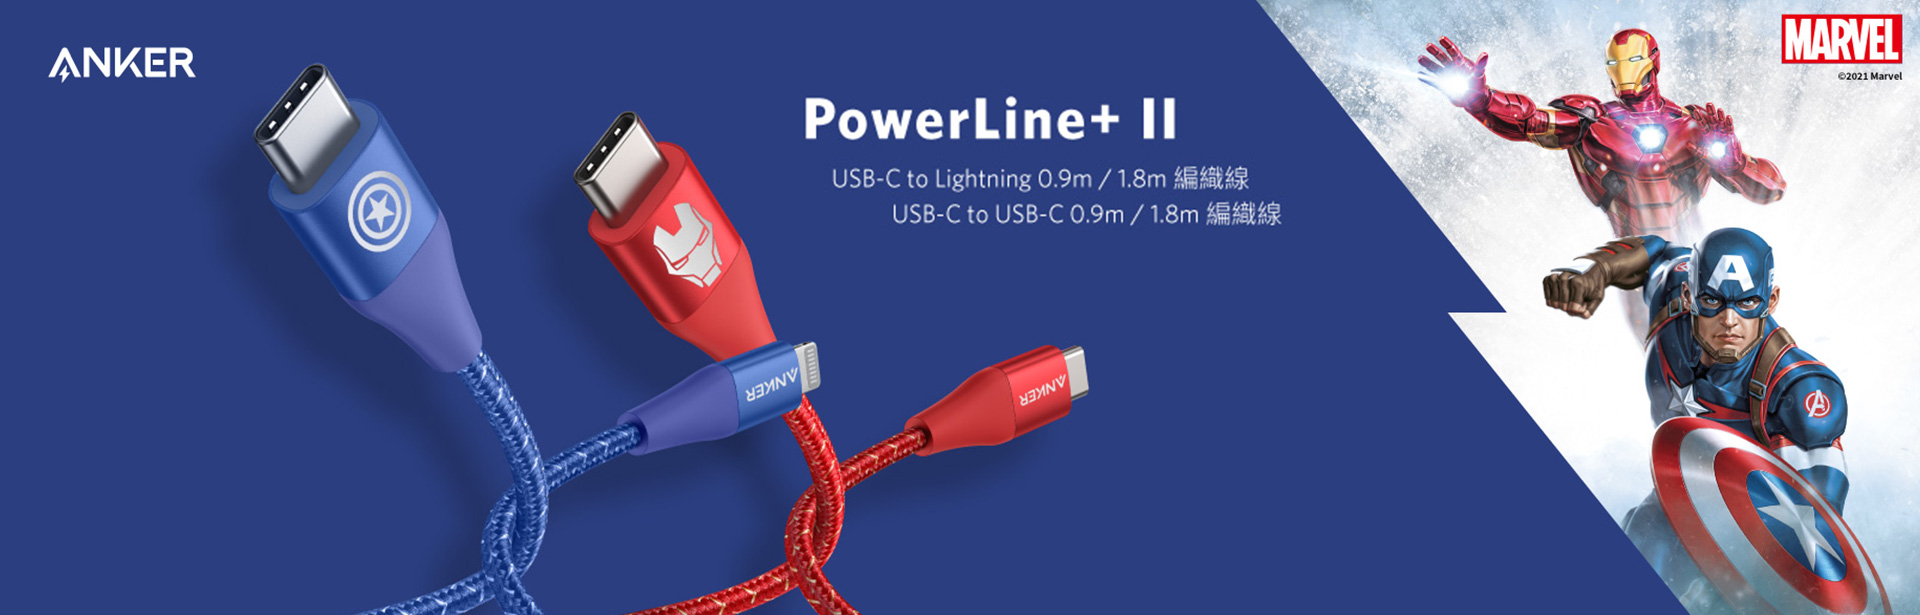 ANKER
MARVEL
©2021 Marvel
PowerLine+ II
USB-C to Lightning 0.9m / 1.8m 編織線
USB-C to USB-C 0.9m / 1.8m 編織線
ANKER
ANKER
A